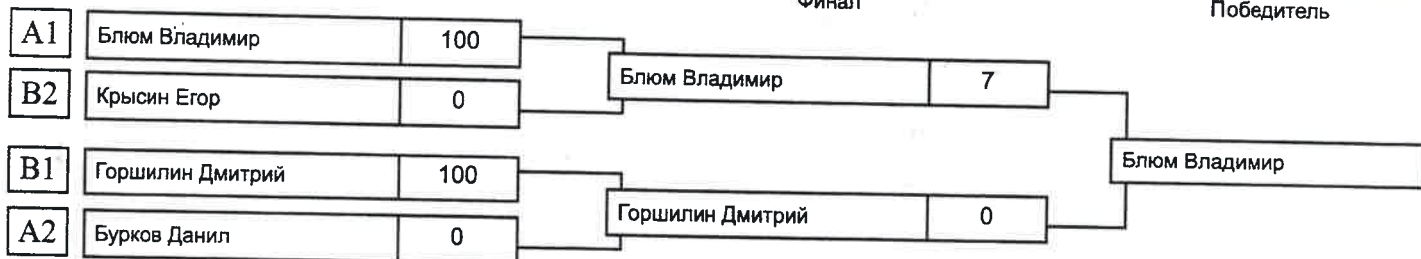 Финал
Победитель
A1 Блюм Владимир 100
B2 Крысин Егор 0
Блюм Владимир 7
B1 Горшилин Дмитрий 100
A2 Бурков Данил 0
Горшилин Дмитрий 0
Блюм Владимир